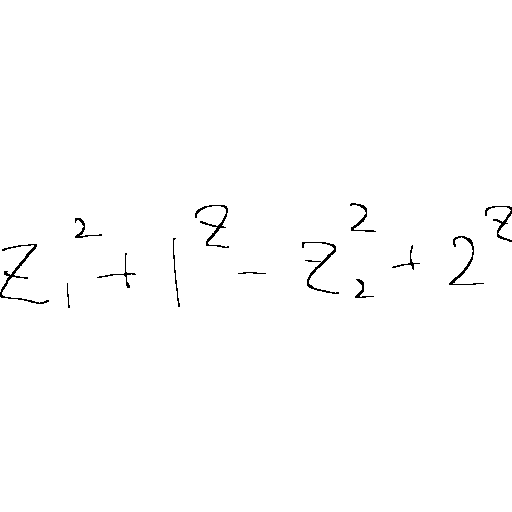 z_1^2 + 1^z - z_2^2 + 2^z